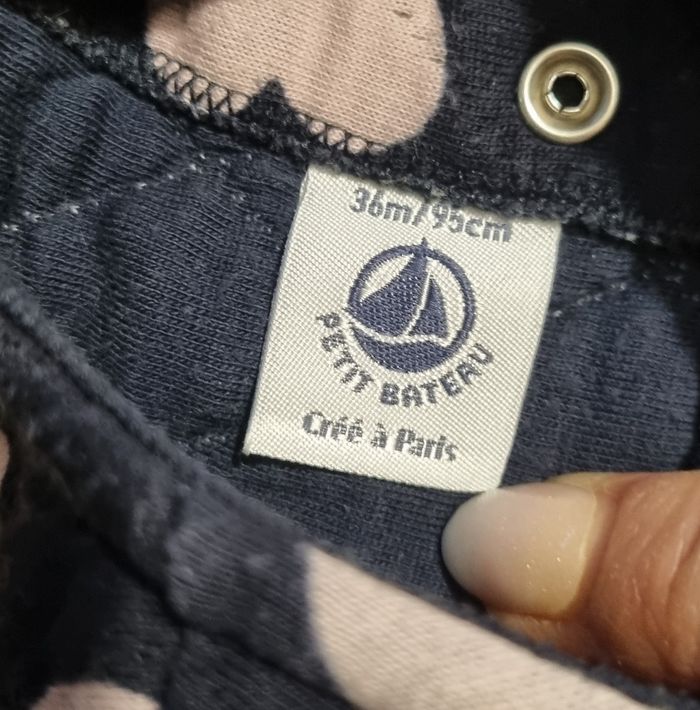 36m/95cm
PETIT BATEAU
Créé à Paris